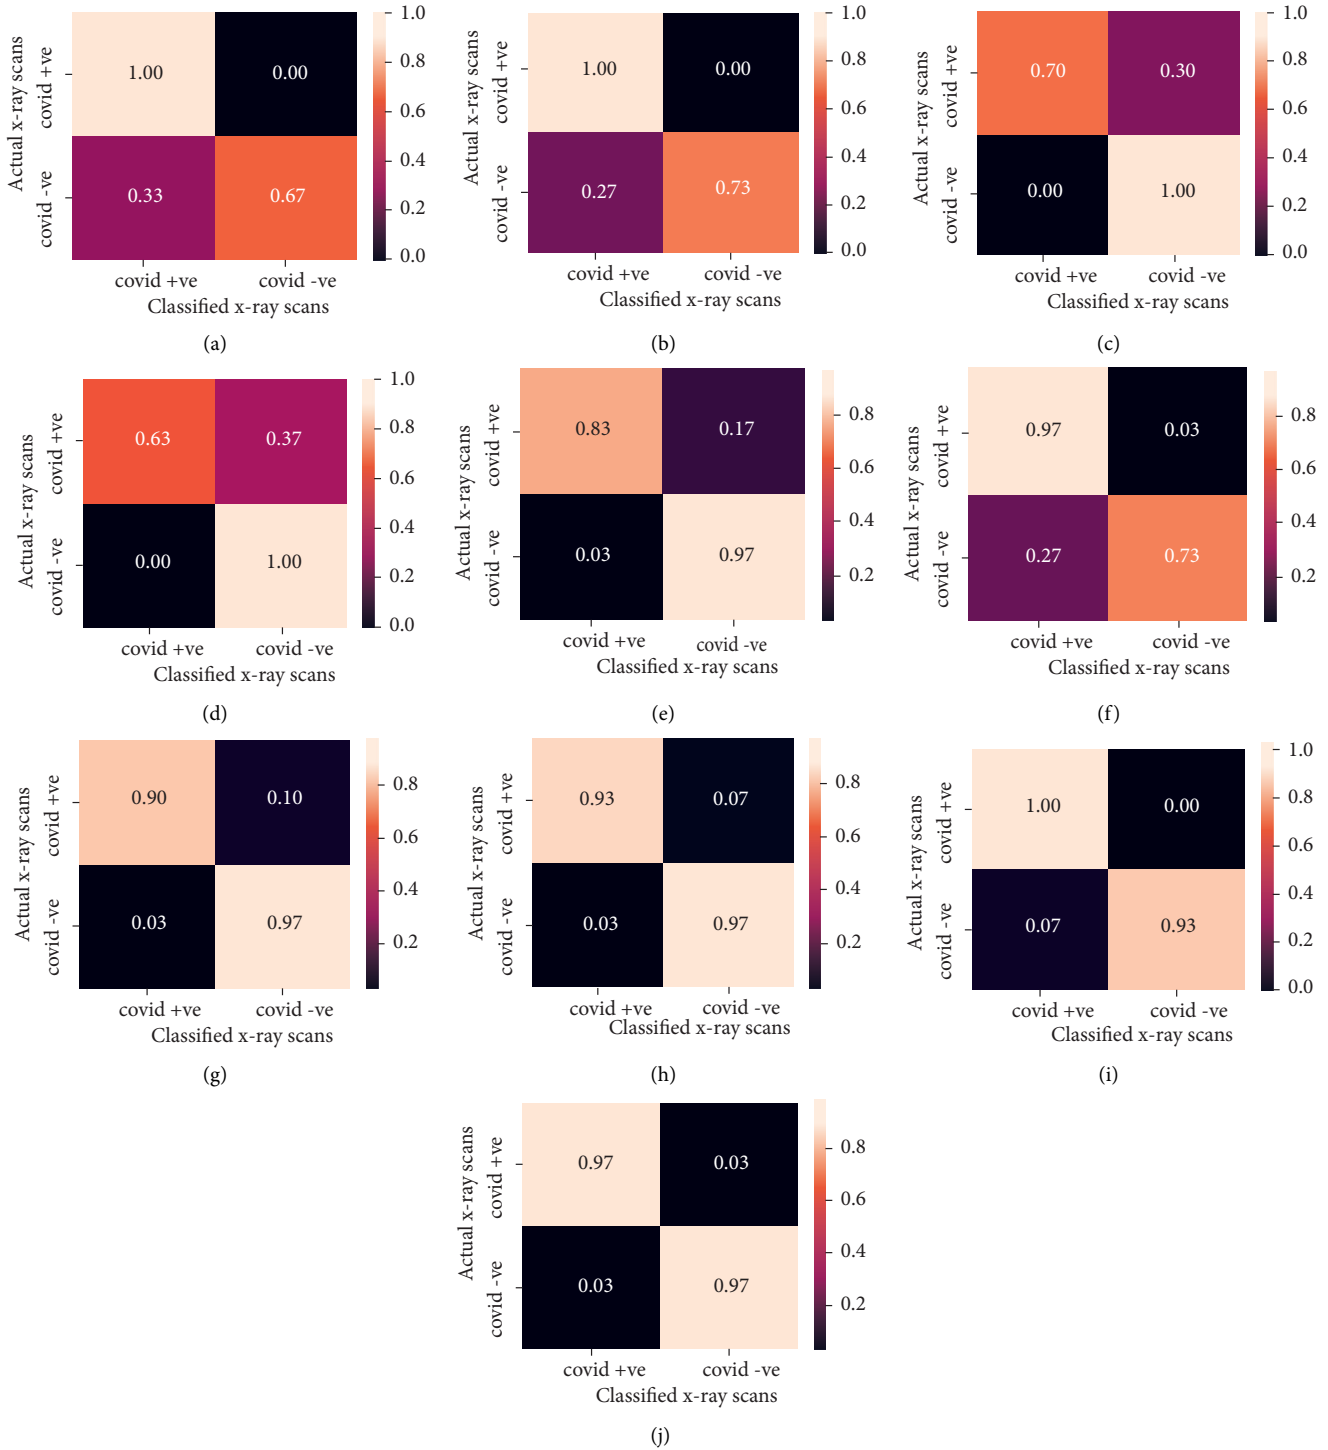 Actual x-ray scans
covid +ve
covid -ve
1.00 0.00
0.33 0.67
1.0
0.8
0.6
0.4
0.2
0.0
covid +ve covid -ve
Classified x-ray scans
(a)
Actual x-ray scans
covid +ve
covid -ve
1.00 0.00
0.27 0.73
1.0
0.8
0.6
0.4
0.2
0.0
covid +ve covid -ve
Classified x-ray scans
(b)
Actual x-ray scans
covid +ve
covid -ve
0.70 0.30
0.00 1.00
1.0
0.8
0.6
0.4
0.2
0.0
covid +ve covid -ve
Classified x-ray scans
(c)
Actual x-ray scans
covid +ve
covid -ve
0.63 0.37
0.00 1.00
1.0
0.8
0.6
0.4
0.2
0.0
covid +ve covid -ve
Classified x-ray scans
(d)
Actual x-ray scans
covid +ve
covid -ve
0.83 0.17
0.03 0.97
0.8
0.6
0.4
0.2
covid +ve covid -ve
Classified x-ray scans
(e)
Actual x-ray scans
covid +ve
covid -ve
0.97 0.03
0.27 0.73
0.8
0.6
0.4
0.2
covid +ve covid -ve
Classified x-ray scans
(f)
Actual x-ray scans
covid +ve
covid -ve
0.90 0.10
0.03 0.97
0.8
0.6
0.4
0.2
covid +ve covid -ve
Classified x-ray scans
(g)
Actual x-ray scans
covid +ve
covid -ve
0.93 0.07
0.03 0.97
0.8
0.6
0.4
0.2
covid +ve covid -ve
Classified x-ray scans
(h)
Actual x-ray scans
covid +ve
covid -ve
1.00 0.00
0.07 0.93
1.0
0.8
0.6
0.4
0.2
0.0
covid +ve covid -ve
Classified x-ray scans
(i)
Actual x-ray scans
covid +ve
covid -ve
0.97 0.03
0.03 0.97
0.8
0.6
0.4
0.2
covid +ve covid -ve
Classified x-ray scans
(j)